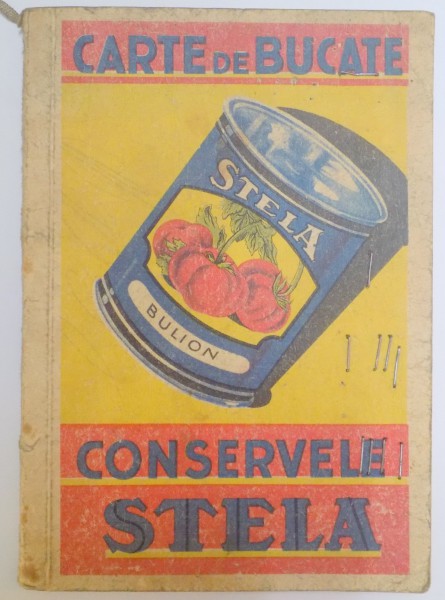 CARTE DE BUCATE
STELA
BULION
CONSERVELE
STELA